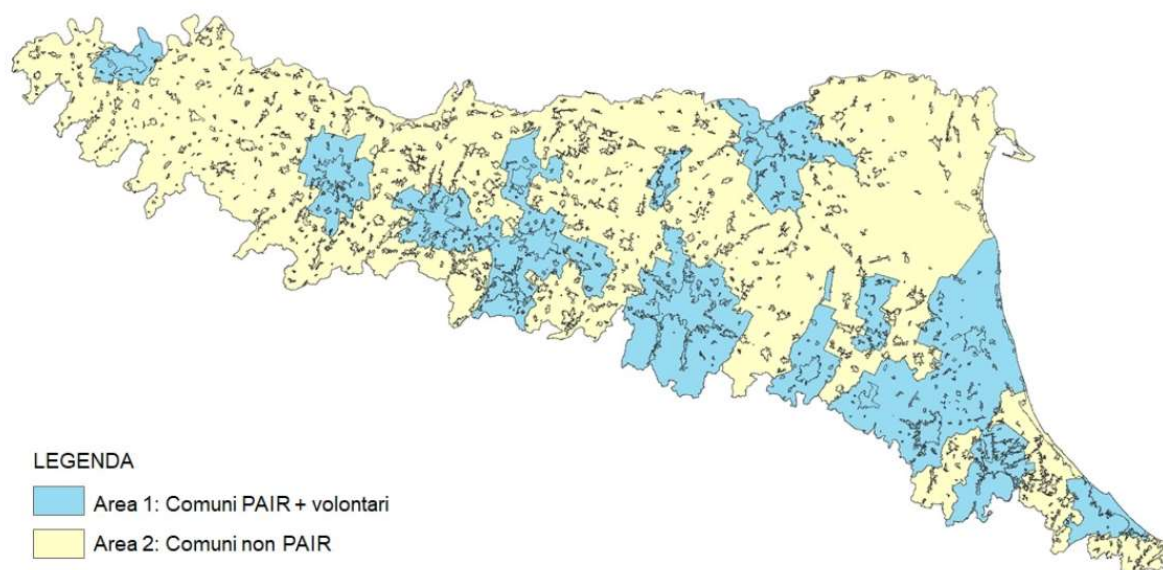 LEGENDA
Area 1: Comuni PAIR + volontari
Area 2: Comuni non PAIR